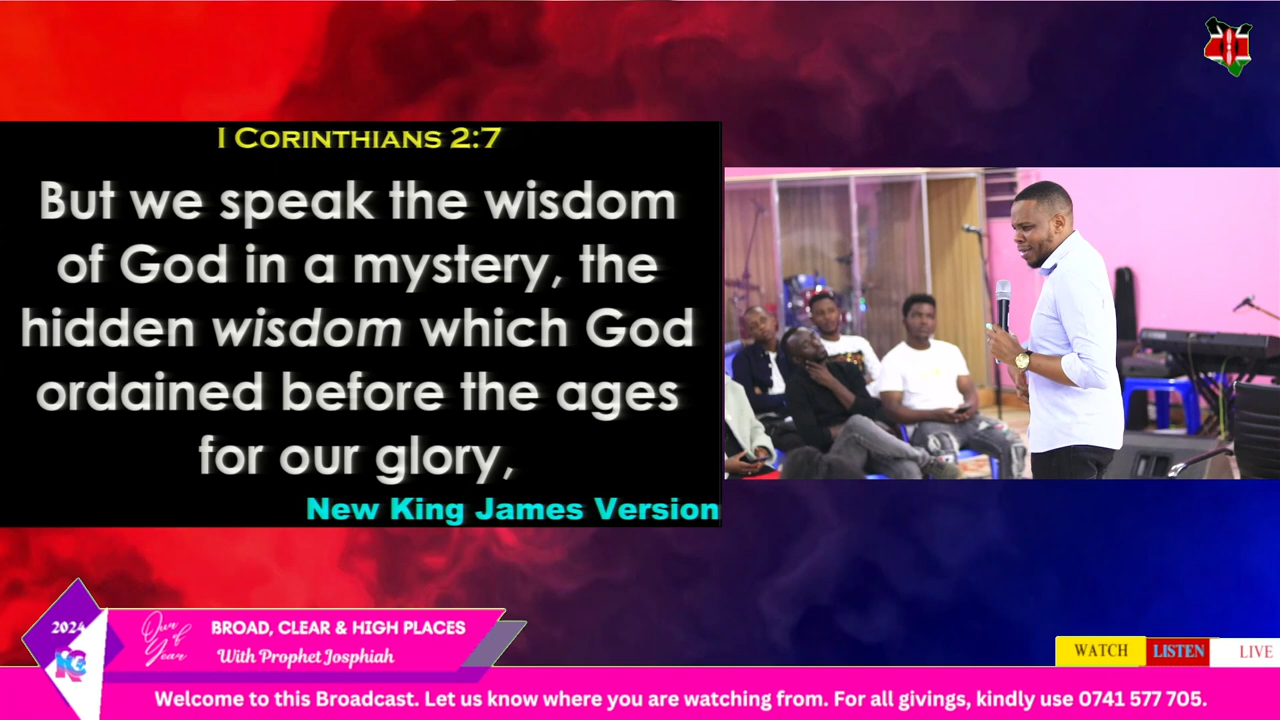 I CORINTHIANS 2:7
But we speak the wisdom
of God in a mystery, the
hidden wisdom which God
ordained before the ages
for our glory,
New King James Version
2024
Our
of
Year
BROAD, CLEAR & HIGH PLACES
With Prophet Josphiah
WATCH LISTEN LIVE
Welcome to this Broadcast. Let us know where you are watching from. For all givings, kindly use 0741 577 705.